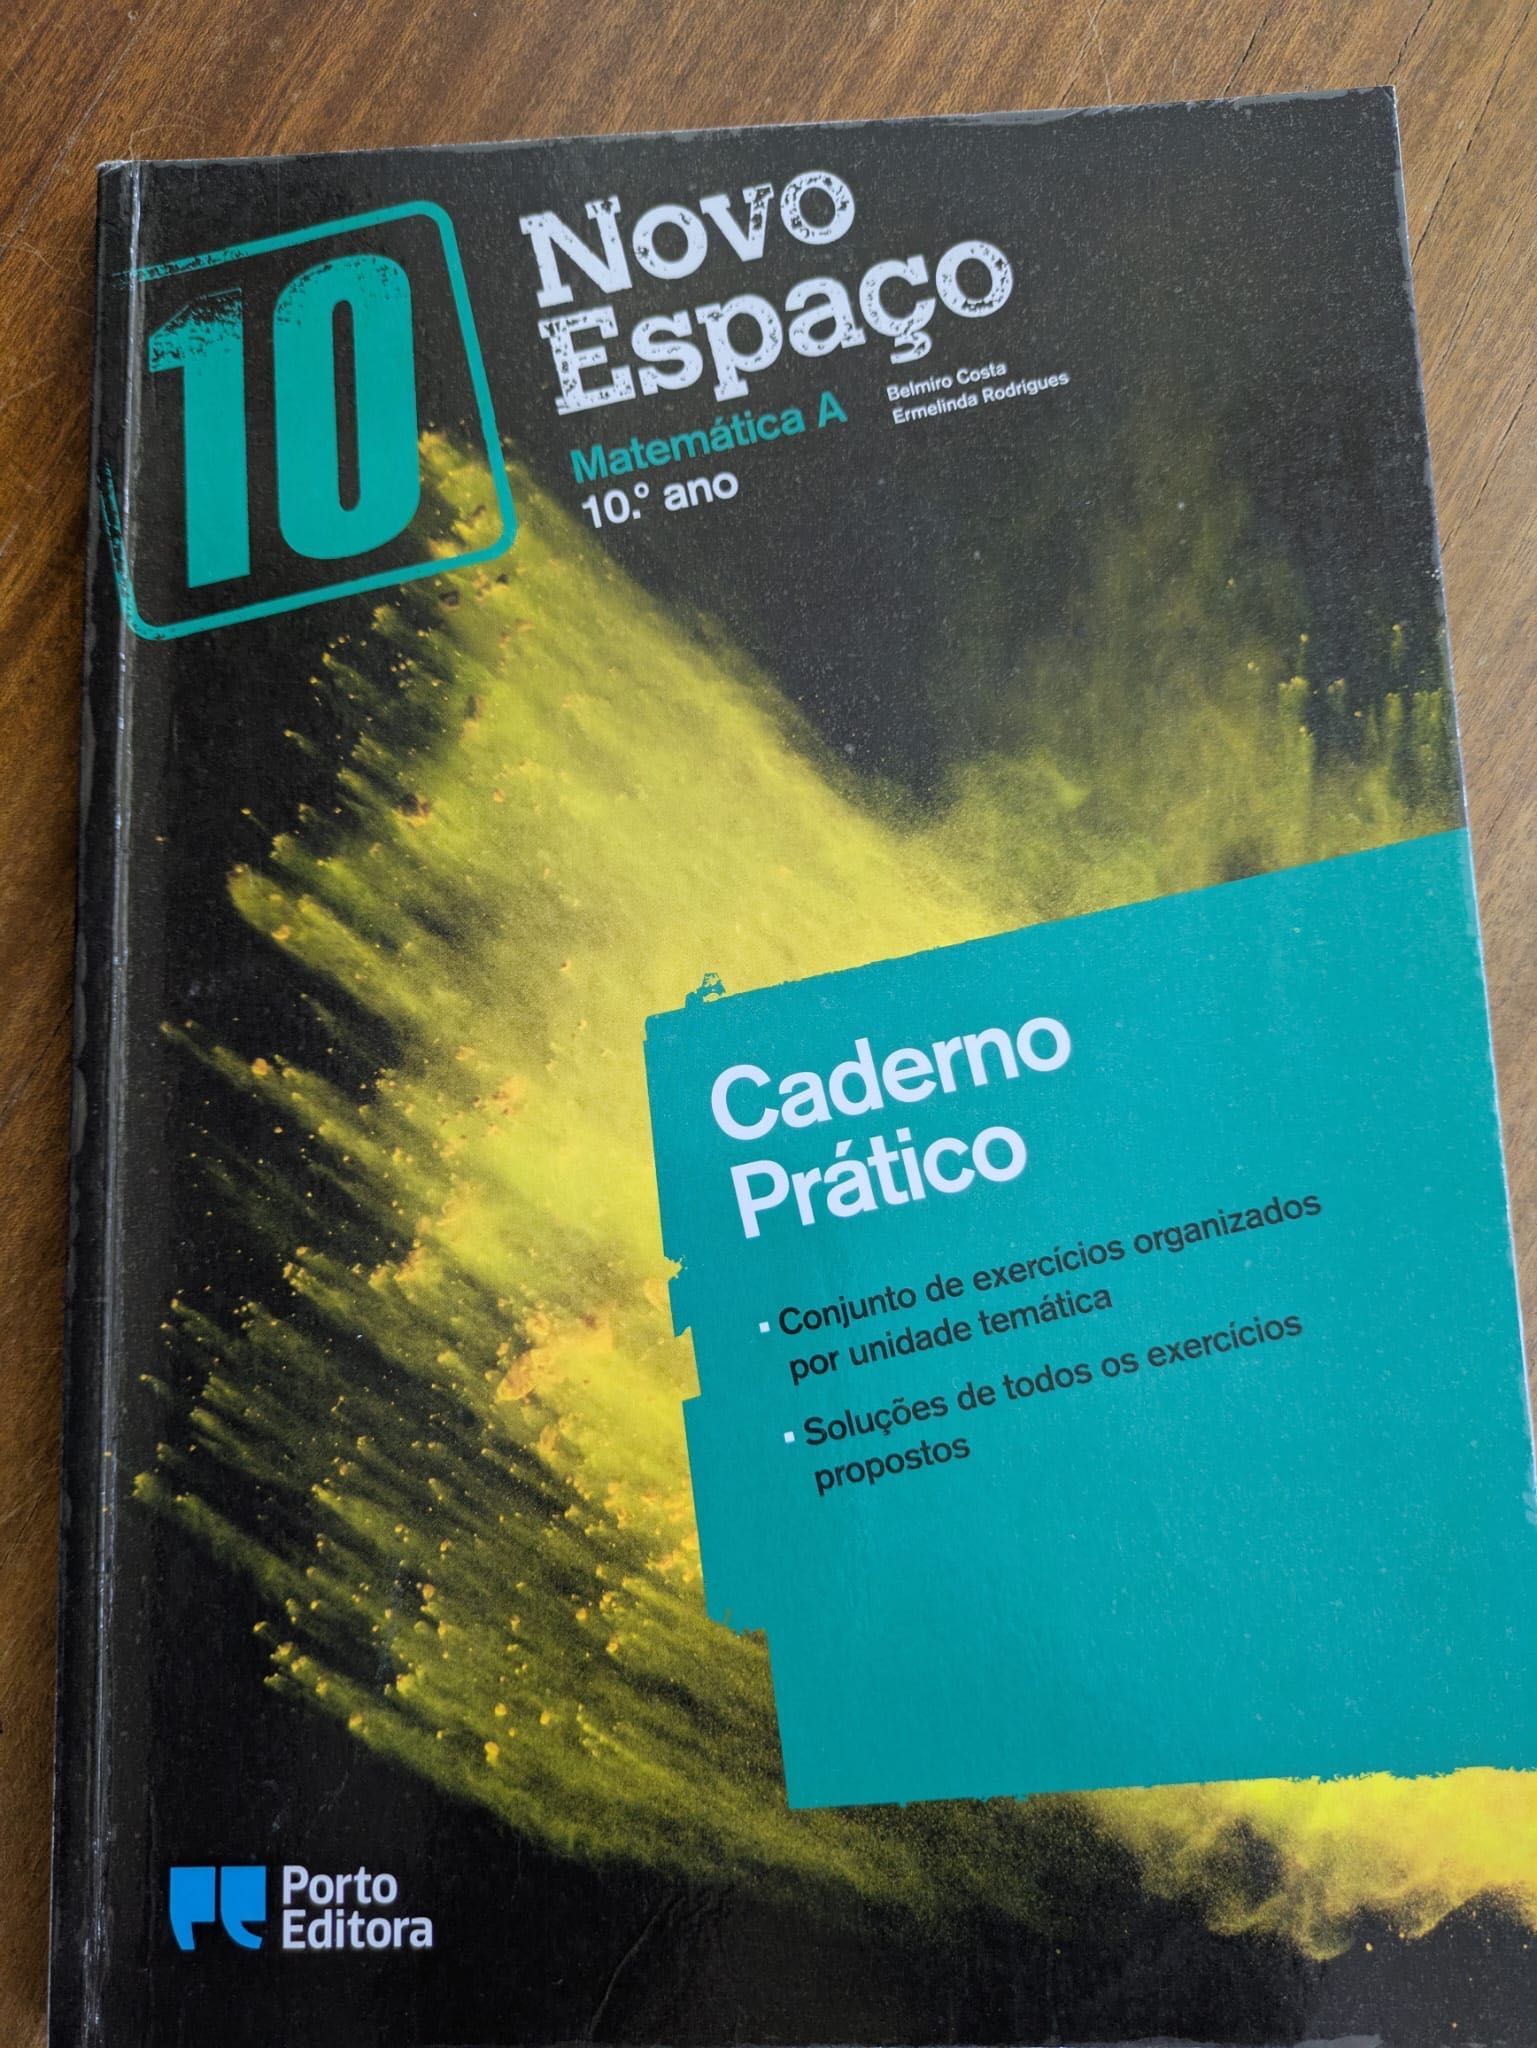 10
Novo
Espaço
Matemática A
10.º ano
Belmiro Costa
Ermelinda Rodrigues
Caderno
Prático
▪ Conjunto de exercícios organizados
por unidade temática
▪ Soluções de todos os exercícios
propostos
Porto
Editora